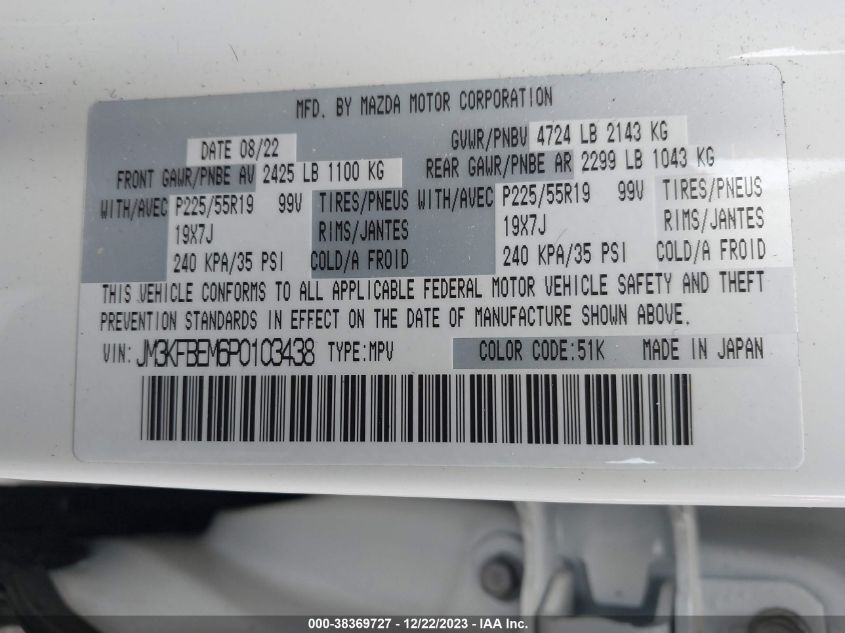 MFD. BY MAZDA MOTOR CORPORATION
DATE 08/22 GVWR/PNBV 4724 LB 2143 KG
FRONT GAWR/PNBE AV 2425 LB 1100 KG REAR GAWR/PNBE AR 2299 LB 1043 KG
WITH/AVEC P225/55R19 99V TIRES/PNEUS WITH/AVEC P225/55R19 99V TIRES/PNEUS
19X7J RIMS/JANTES 19X7J RIMS/JANTES
240 KPA/35 PSI COLD/A FROID 240 KPA/35 PSI COLD/A FROID
THIS VEHICLE CONFORMS TO ALL APPLICABLE FEDERAL MOTOR VEHICLE SAFETY AND THEFT
PREVENTION STANDARDS IN EFFECT ON THE DATE OF MANUFACTURE SHOWN ABOVE.
VIN: JM3KFBEM6P0103438 TYPE:MPV COLOR CODE:51K MADE IN JAPAN
000-38369727 - 12/22/2023 - IAA Inc.